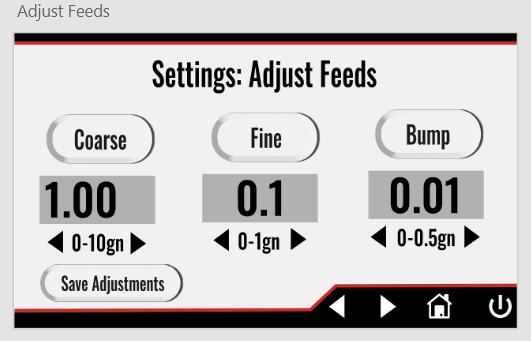 Adjust Feeds
Settings: Adjust Feeds
Coarse
Fine
Bump
1.00
0.1
0.01
0-10gn
0-1gn
0-0.5gn
Save Adjustments